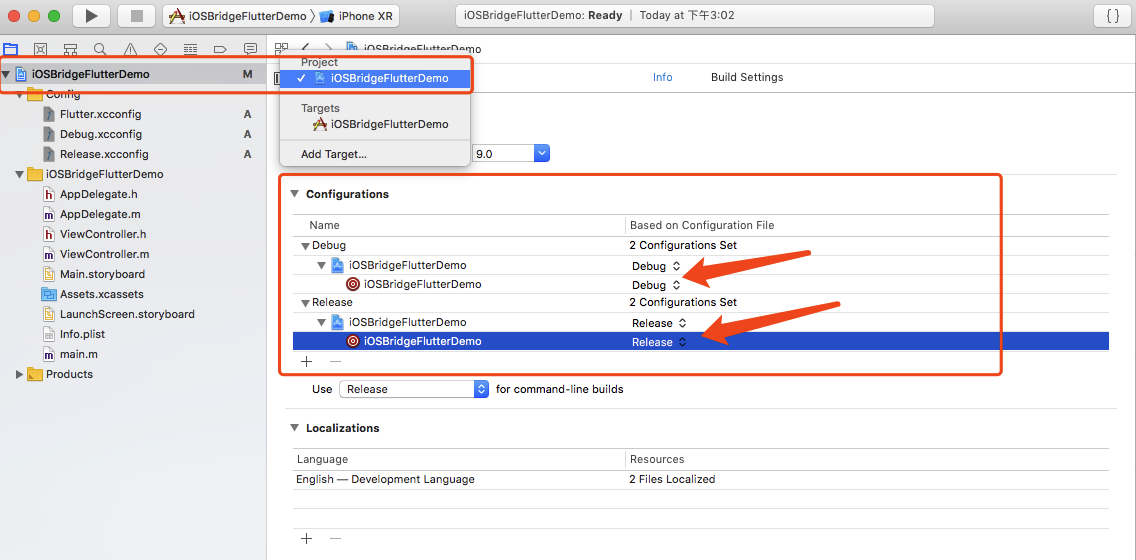 iOSBridgeFlutterDemo iPhone XR iOSBridgeFlutterDemo: Ready | Today at 下午3:02 {}
iOSBridgeFlutterDemo
iOSBridgeFlutterDemo M
Project
✓ iOSBridgeFlutterDemo
Info Build Settings
Config
Targets
Flutter.xcconfig A
iOSBridgeFlutterDemo
Debug.xcconfig A
Release.xcconfig A
Add Target...
9.0
iOSBridgeFlutterDemo
AppDelegate.h
AppDelegate.m
ViewController.h
ViewController.m
Main.storyboard
Assets.xcassets
LaunchScreen.storyboard
Info.plist
main.m
Products
Configurations
Name Based on Configuration File
Debug 2 Configurations Set
iOSBridgeFlutterDemo Debug
iOSBridgeFlutterDemo Debug
Release 2 Configurations Set
iOSBridgeFlutterDemo Release
iOSBridgeFlutterDemo Release
Use Release for command-line builds
Localizations
Language Resources
English — Development Language 2 Files Localized